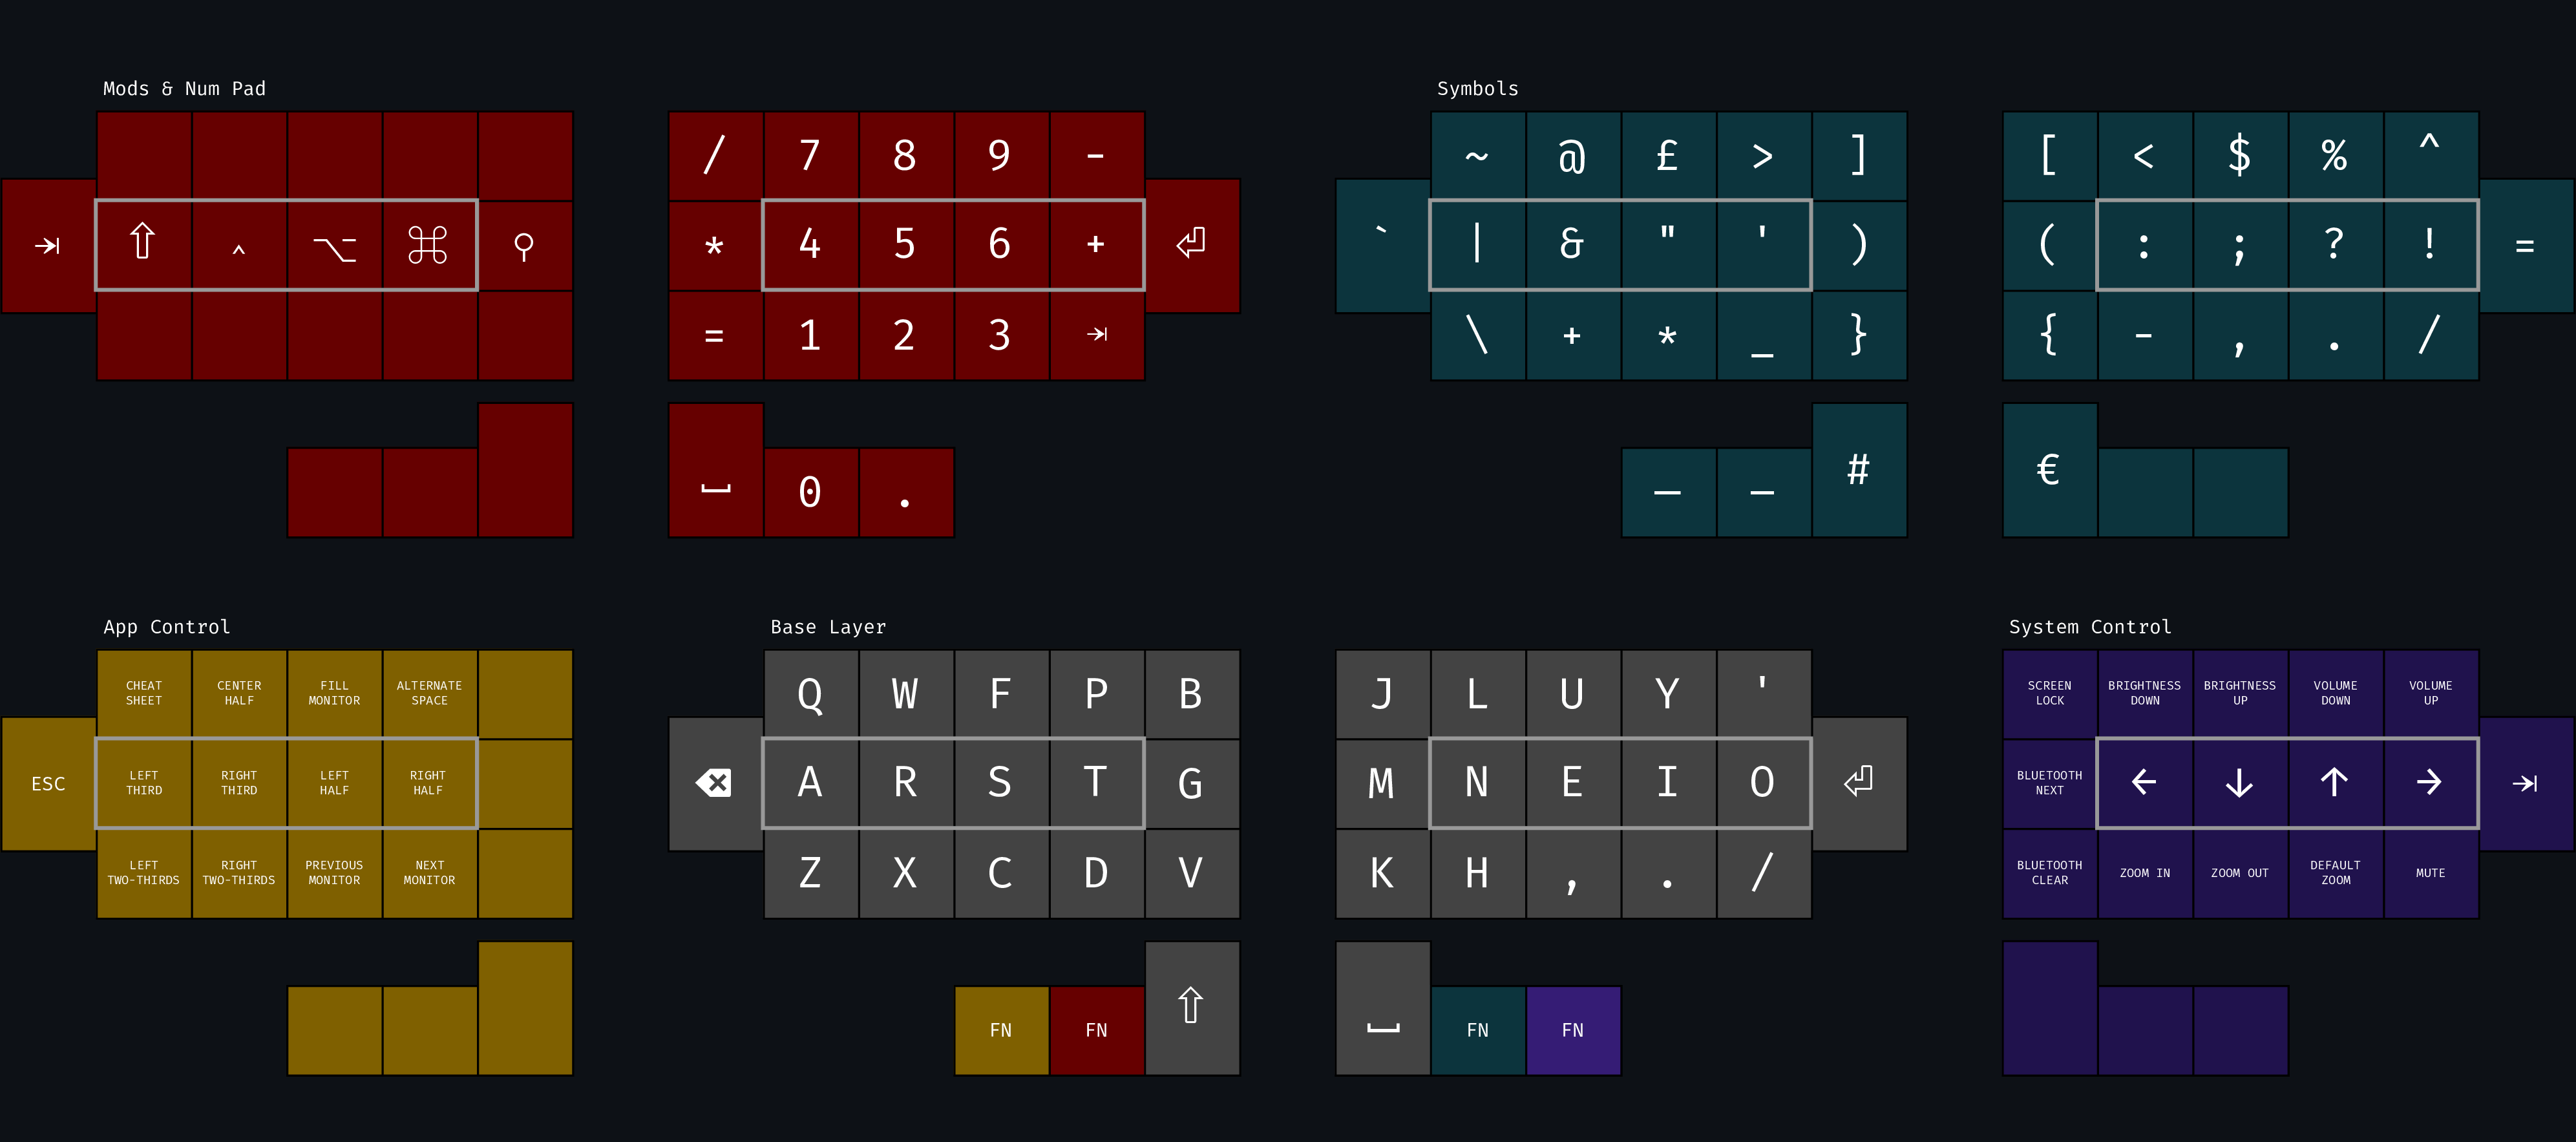 Mods & Num Pad
/ 7 8 9 -
⇥ ⇧ ^ ⌥ ⌘ ⚲ * 4 5 6 + ⏎
= 1 2 3 ⇥
⎵ 0 .
Symbols
~ @ £ > ] [ < $ % ^
` | & " ' ) ( : ; ? ! =
\ + * _ } { - , . /
– — # €
App Control
CHEAT SHEET
CENTER HALF
FILL MONITOR
ALTERNATE SPACE
ESC
LEFT THIRD
RIGHT THIRD
LEFT HALF
RIGHT HALF
LEFT TWO-THIRDS
RIGHT TWO-THIRDS
PREVIOUS MONITOR
NEXT MONITOR
Base Layer
Q W F P B J L U Y '
⌫ A R S T G M N E I O ⏎
Z X C D V K H , . /
FN FN ⇧ ⎵ FN FN
System Control
SCREEN LOCK
BRIGHTNESS DOWN
BRIGHTNESS UP
VOLUME DOWN
VOLUME UP
BLUETOOTH NEXT
← ↓ ↑ → ⇥
BLUETOOTH CLEAR
ZOOM IN
ZOOM OUT
DEFAULT ZOOM
MUTE